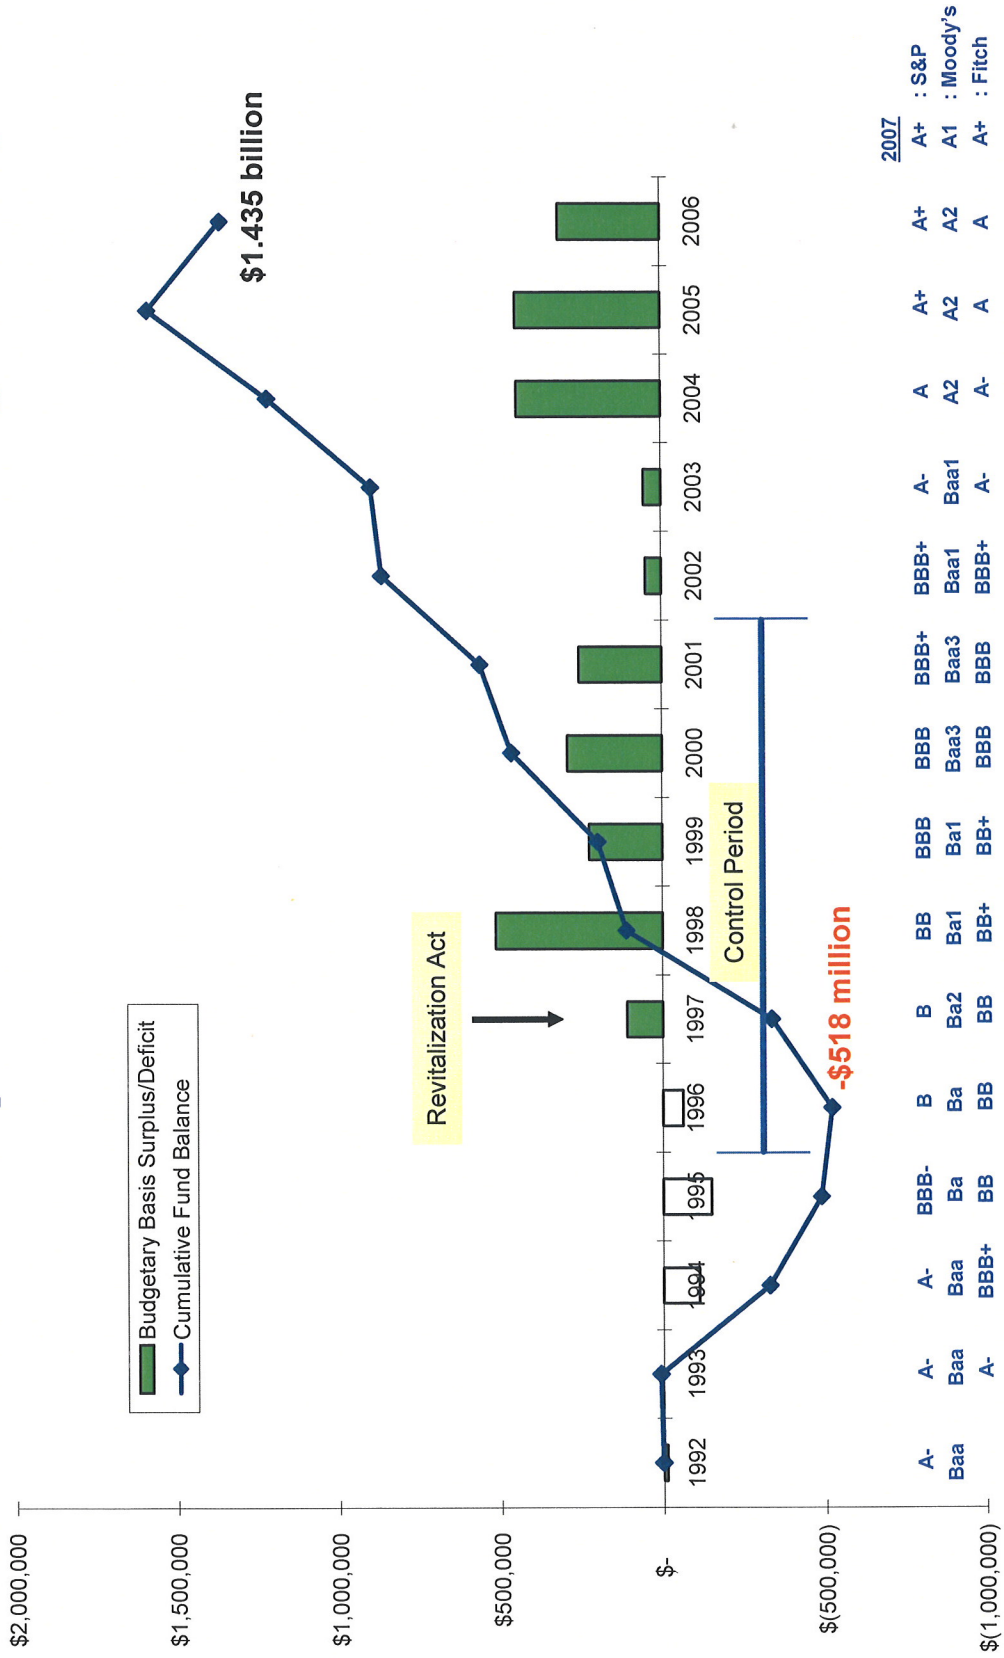 Budgetary Basis Surplus/Deficit
Cumulative Fund Balance
$2,000,000
$1,500,000
$1,000,000
$500,000
$-
$(500,000)
$(1,000,000)
Revitalization Act
$1.435 billion
1992 1993 1994 1995 1996 1997 1998 1999 2000 2001 2002 2003 2004 2005 2006
Control Period
-$518 million
2007
A- A- A- BBB- B B BB BBB BBB BBB+ BBB+ A- A A+ A+ A+ : S&P
Baa Baa Baa Ba Ba Ba2 Ba1 Ba1 Baa3 Baa3 Baa1 Baa1 A2 A2 A2 A1 : Moody's
A- BBB+ BB BB BB BB+ BB+ BBB BBB BBB+ A- A- A A A+ : Fitch